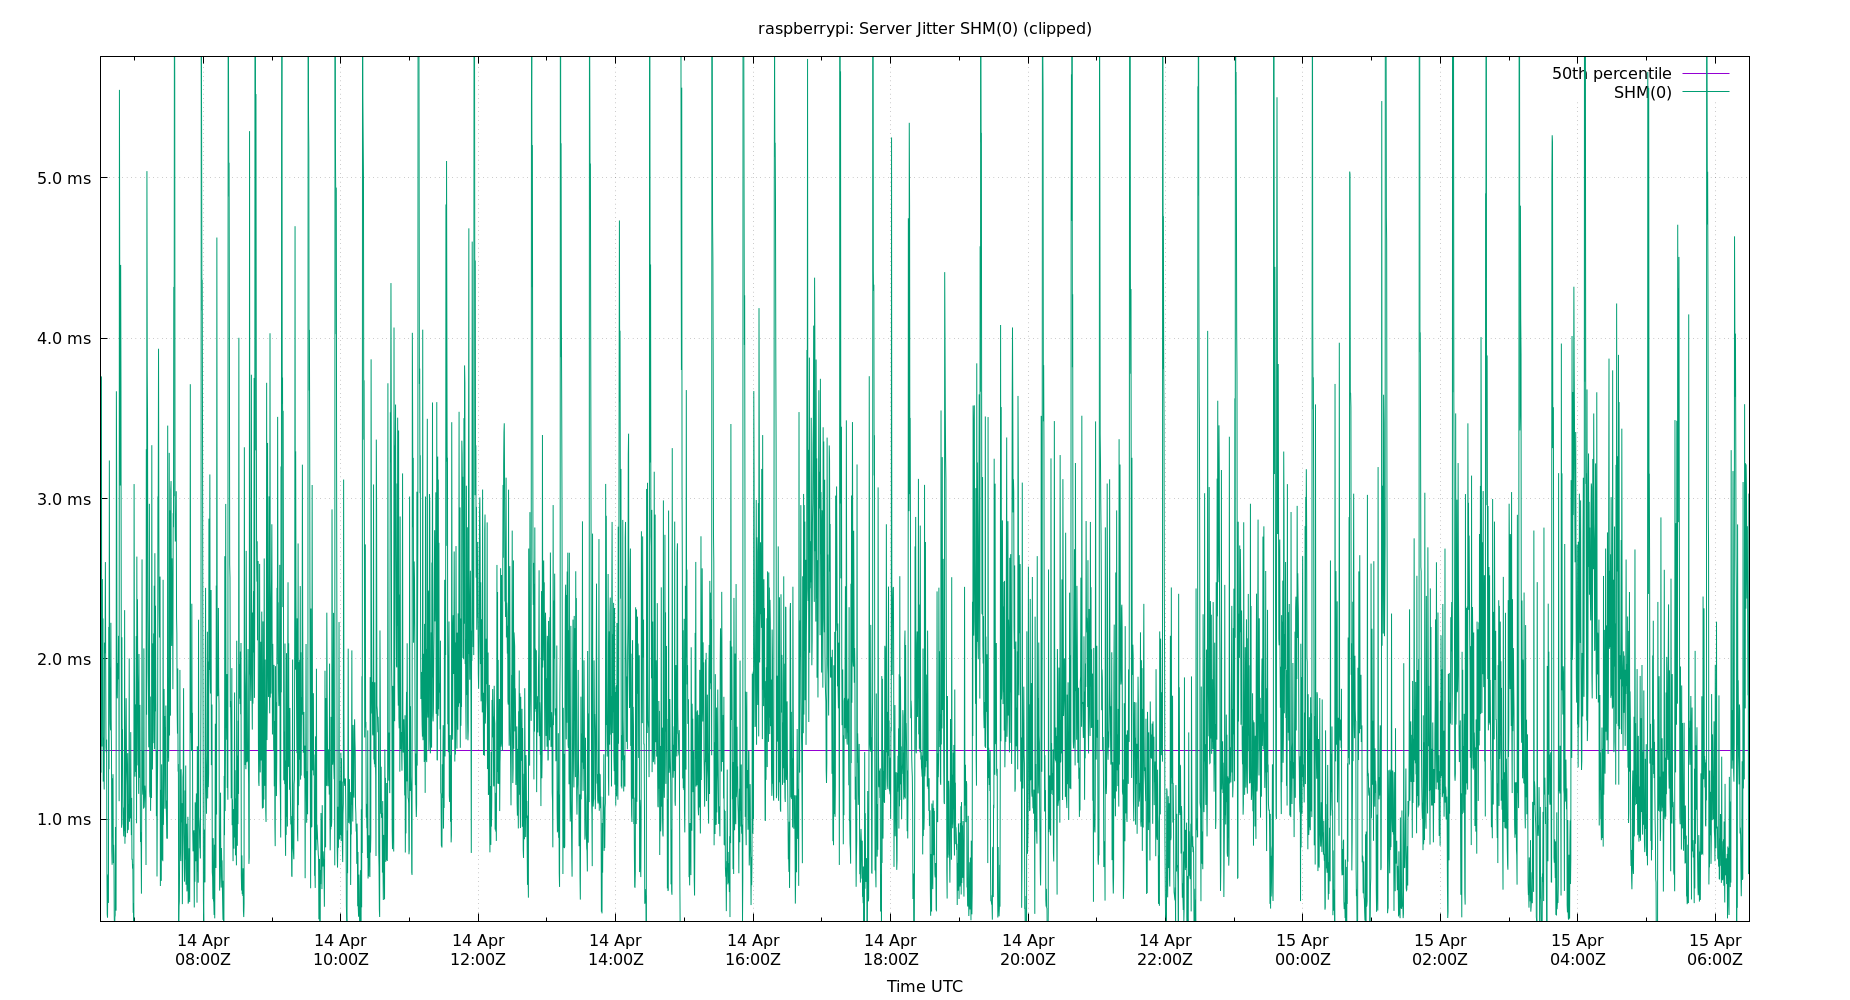 raspberrypi: Server Jitter SHM(0) (clipped)
50th percentile
SHM(0)
5.0 ms
4.0 ms
3.0 ms
2.0 ms
1.0 ms
14 Apr 14 Apr 14 Apr 14 Apr 14 Apr 14 Apr 14 Apr 14 Apr 15 Apr 15 Apr 15 Apr 15 Apr
08:00Z 10:00Z 12:00Z 14:00Z 16:00Z 18:00Z 20:00Z 22:00Z 00:00Z 02:00Z 04:00Z 06:00Z
Time UTC